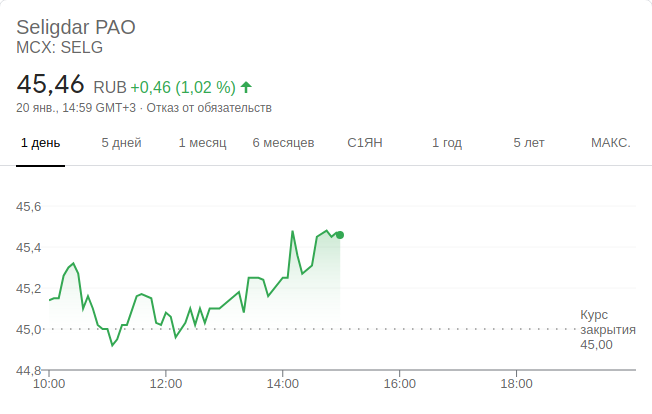 Seligdar PAO
MCX: SELG
45,46 RUB +0,46 (1,02 %)
20 янв., 14:59 GMT+3 · Отказ от обязательств
1 день 5 дней 1 месяц 6 месяцев С1ЯН 1 год 5 лет МАКС.
45,6
45,4
45,2
45,0
44,8
Курс
закрытия
45,00
10:00 12:00 14:00 16:00 18:00